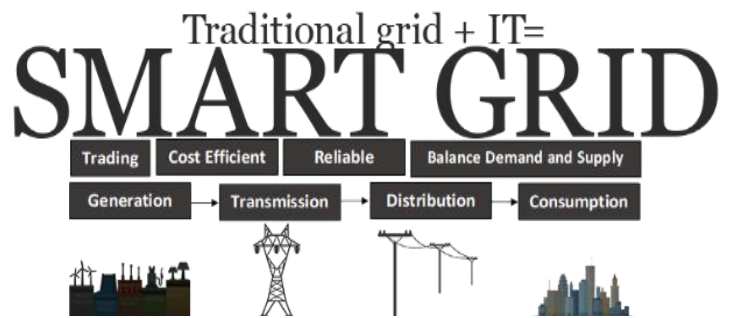 Traditional grid + IT=
SMART GRID
Trading Cost Efficient Reliable Balance Demand and Supply
Generation Transmission Distribution Consumption